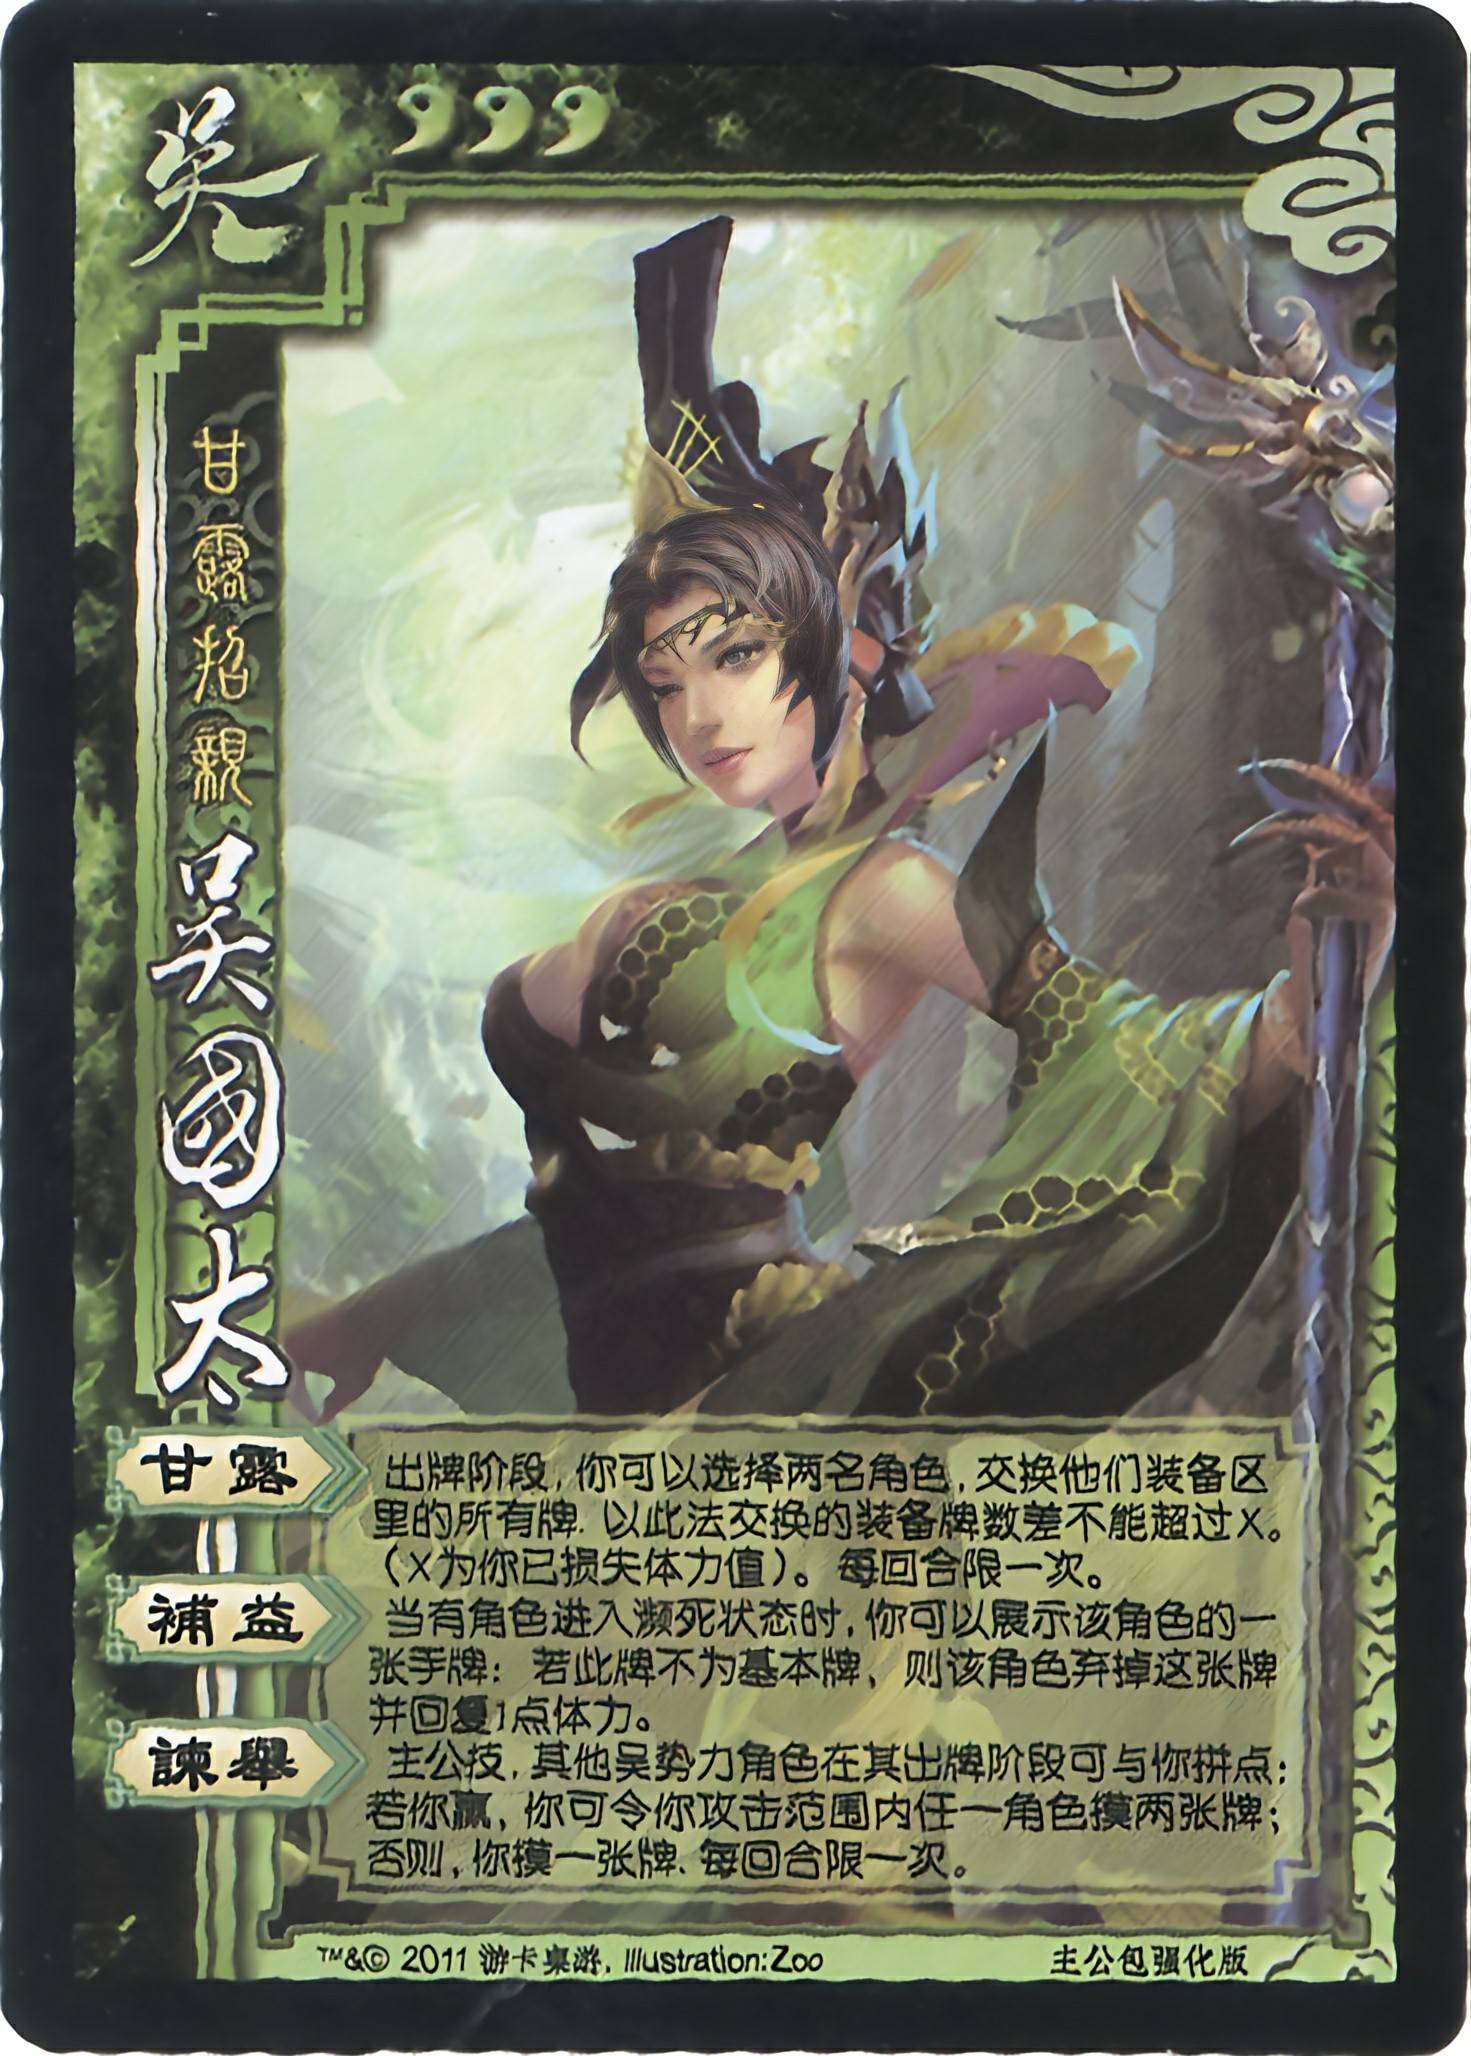 吴
甘露招親
吳國太
甘露
出牌阶段，你可以选择两名角色，交换他们装备区
里的所有牌．以此法交换的装备牌数差不能超过X。
（X为你已损失体力值）。每回合限一次。
補益
当有角色进入濒死状态时，你可以展示该角色的一
张手牌：若此牌不为基本牌，则该角色弃掉这张牌
并回复1点体力。
諫舉
主公技，其他吴势力角色在其出牌阶段可与你拼点；
若你赢，你可令你攻击范围内任一角色摸两张牌；
否则，你摸一张牌．每回合限一次。
™&© 2011 游卡桌游. Illustration:Zoo
主公包强化版